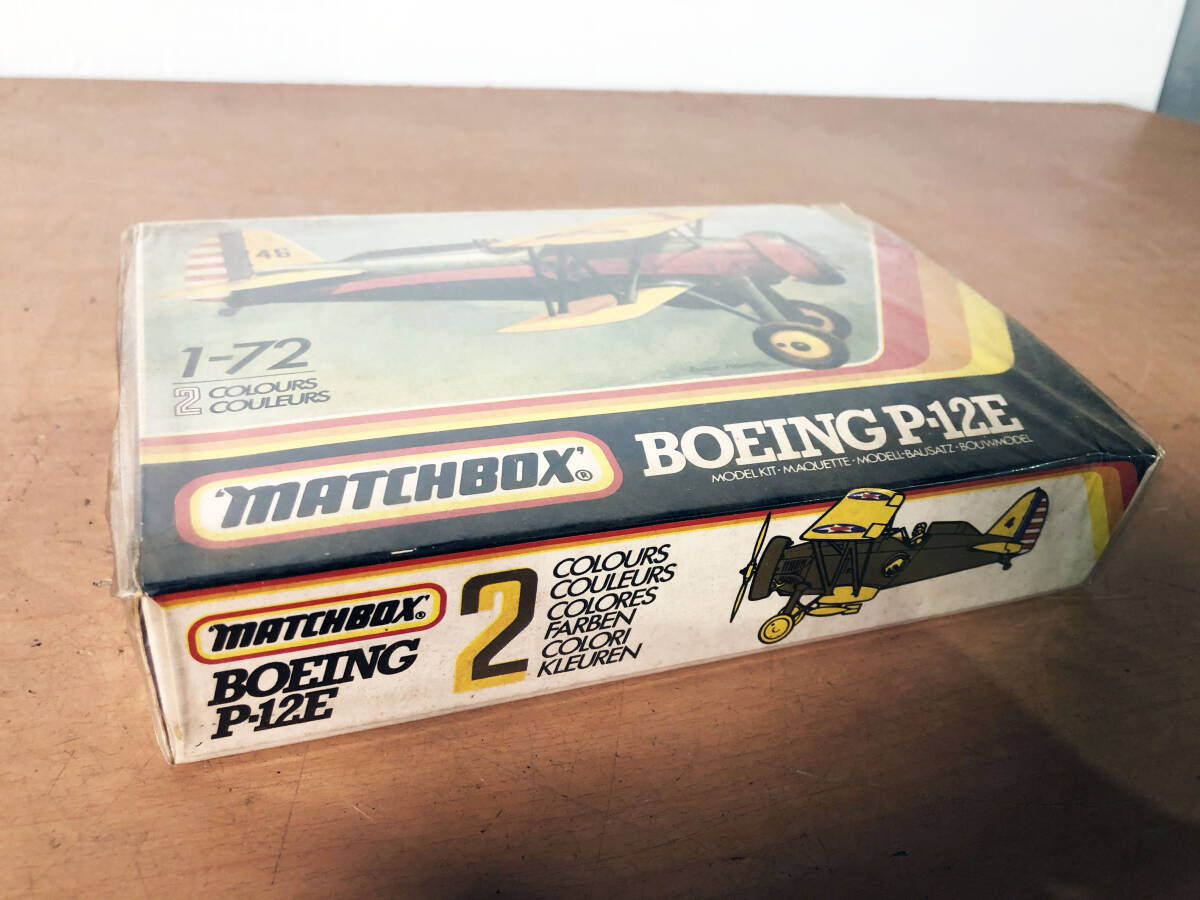 46
1-72
2 COLOURS
COULEURS
'MATCHBOX'®
BOEING P-12E
MODEL KIT · MAQUETTE · MODELL-BAUSATZ · BOUWMODEL
'MATCHBOX'®
BOEING
P-12E
2
COLOURS
COULEURS
COLORES
FARBEN
COLORI
KLEUREN